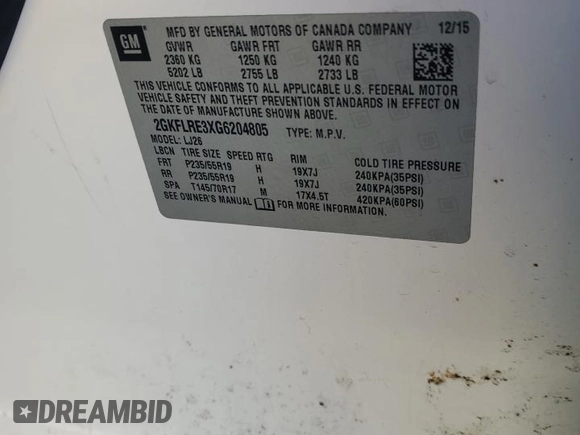 GM
MFD BY GENERAL MOTORS OF CANADA COMPANY 12/15
GVWR GAWR FRT GAWR RR
2360 KG 1250 KG 1240 KG
5202 LB 2755 LB 2733 LB
THIS VEHICLE CONFORMS TO ALL APPLICABLE U.S. FEDERAL MOTOR
VEHICLE SAFETY AND THEFT PREVENTION STANDARDS IN EFFECT ON
THE DATE OF MANUFACTURE SHOWN ABOVE.
2GKFLRE3XG6204805 TYPE: M.P.V.
MODEL: LJ26
LBCN TIRE SIZE SPEED RTG RIM COLD TIRE PRESSURE
FRT P235/55R19 H 19X7J 240KPA(35PSI)
RR P235/55R19 H 19X7J 240KPA(35PSI)
SPA T145/70R17 M 17X4.5T 420KPA(60PSI)
SEE OWNER'S MANUAL FOR MORE INFORMATION.
DREAMBID